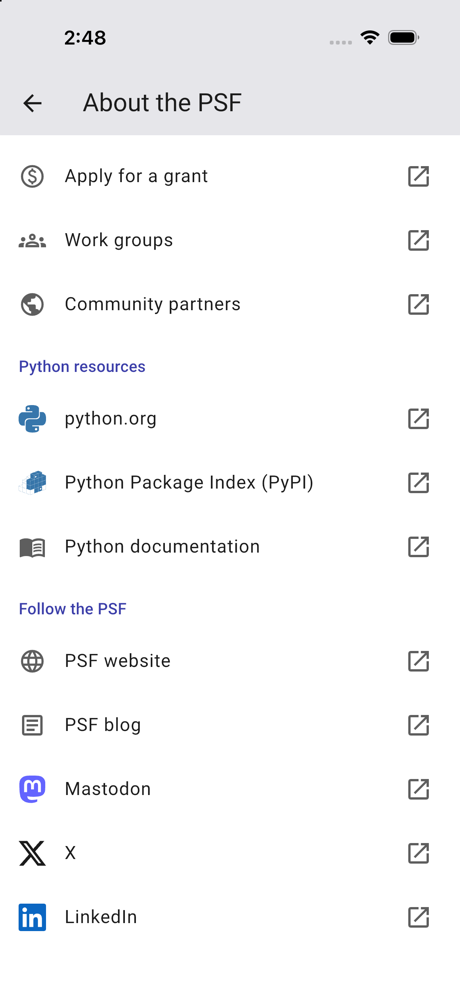 2:48
About the PSF
Apply for a grant
Work groups
Community partners
Python resources
python.org
Python Package Index (PyPI)
Python documentation
Follow the PSF
PSF website
PSF blog
Mastodon
X
LinkedIn